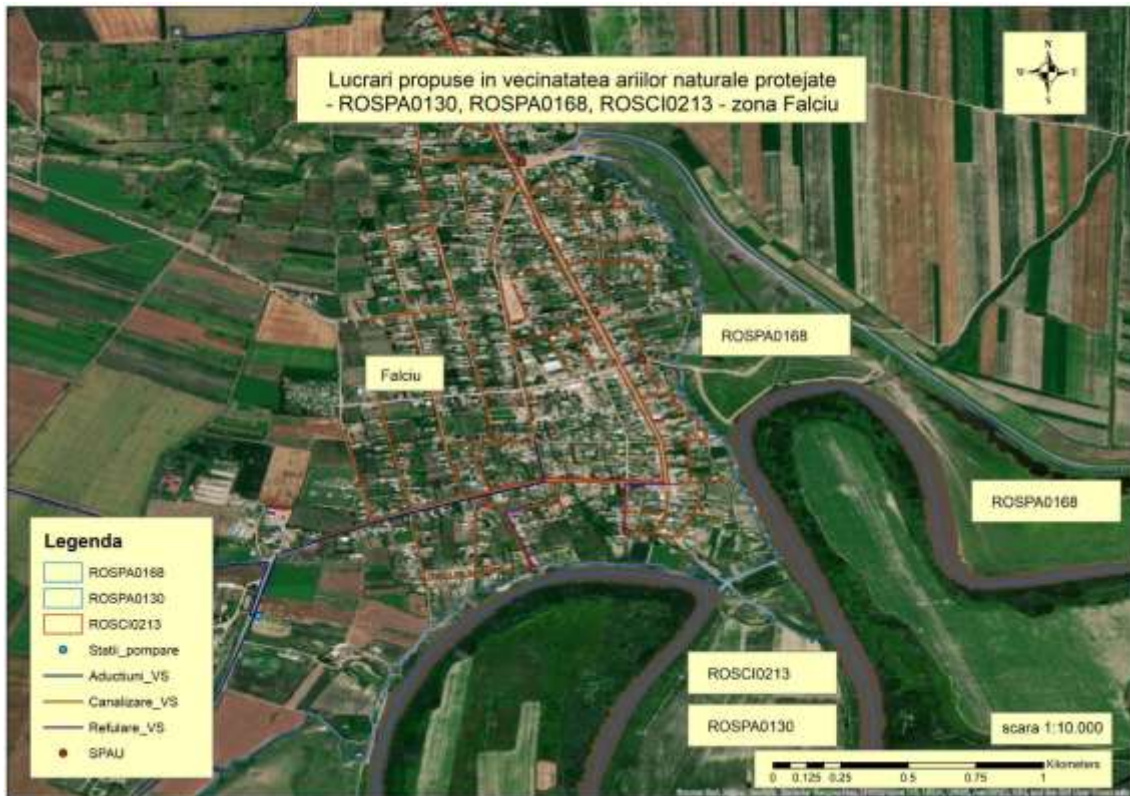 Lucrari propuse in vecinatatea ariilor naturale protejate
- ROSPA0130, ROSPA0168, ROSCI0213 - zona Falciu
N
S
ROSPA0168
Falciu
ROSPA0168
Legenda
ROSPA0168
ROSPA0130
ROSCI0213
Statii_pompare
Aductiuni_VS
Canalizare_VS
Refulare_VS
SPAU
ROSCI0213
ROSPA0130
scara 1:10.000
Kilometers
0 0.125 0.25 0.5 0.75 1